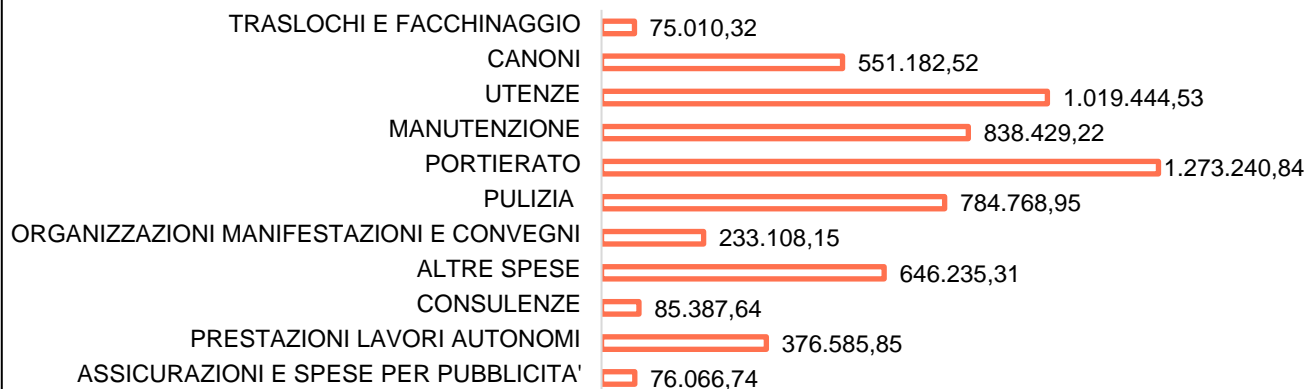 TRASLOCHI E FACCHINAGGIO 75.010,32
CANONI 551.182,52
UTENZE 1.019.444,53
MANUTENZIONE 838.429,22
PORTIERATO 1.273.240,84
PULIZIA 784.768,95
ORGANIZZAZIONI MANIFESTAZIONI E CONVEGNI 233.108,15
ALTRE SPESE 646.235,31
CONSULENZE 85.387,64
PRESTAZIONI LAVORI AUTONOMI 376.585,85
ASSICURAZIONI E SPESE PER PUBBLICITA' 76.066,74